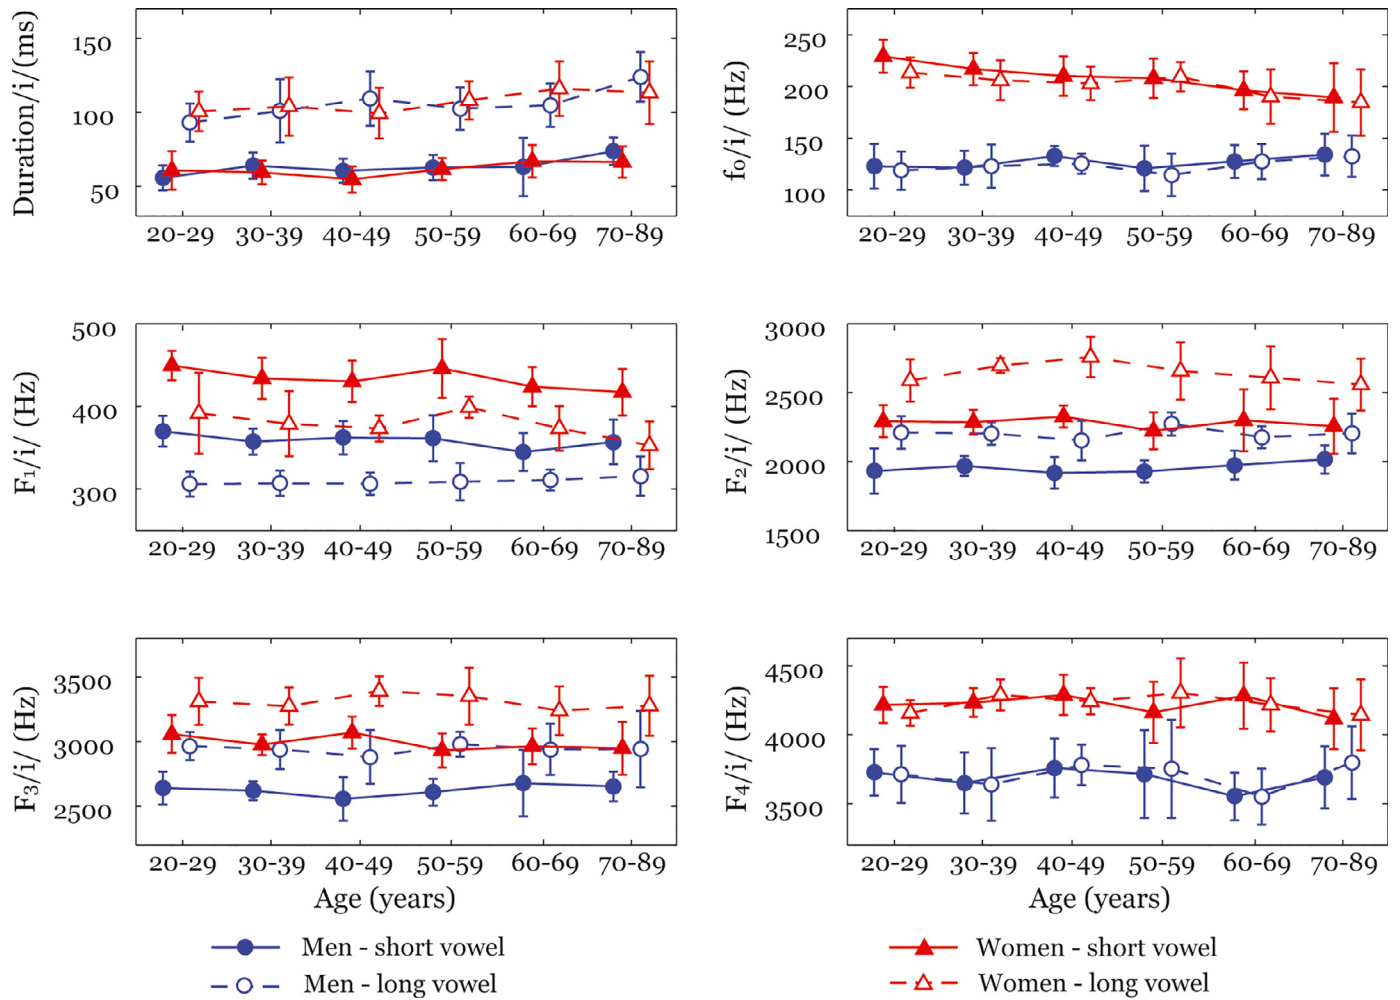 Duration/i/(ms)
150
100
50
20-29 30-39 40-49 50-59 60-69 70-89
f0/i/ (Hz)
250
200
150
100
20-29 30-39 40-49 50-59 60-69 70-89
F1/i/ (Hz)
500
400
300
20-29 30-39 40-49 50-59 60-69 70-89
F2/i/ (Hz)
3000
2500
2000
1500
20-29 30-39 40-49 50-59 60-69 70-89
F3/i/ (Hz)
3500
3000
2500
20-29 30-39 40-49 50-59 60-69 70-89
Age (years)
F4/i/ (Hz)
4500
4000
3500
20-29 30-39 40-49 50-59 60-69 70-89
Age (years)
Men - short vowel
Women - short vowel
Men - long vowel
Women - long vowel